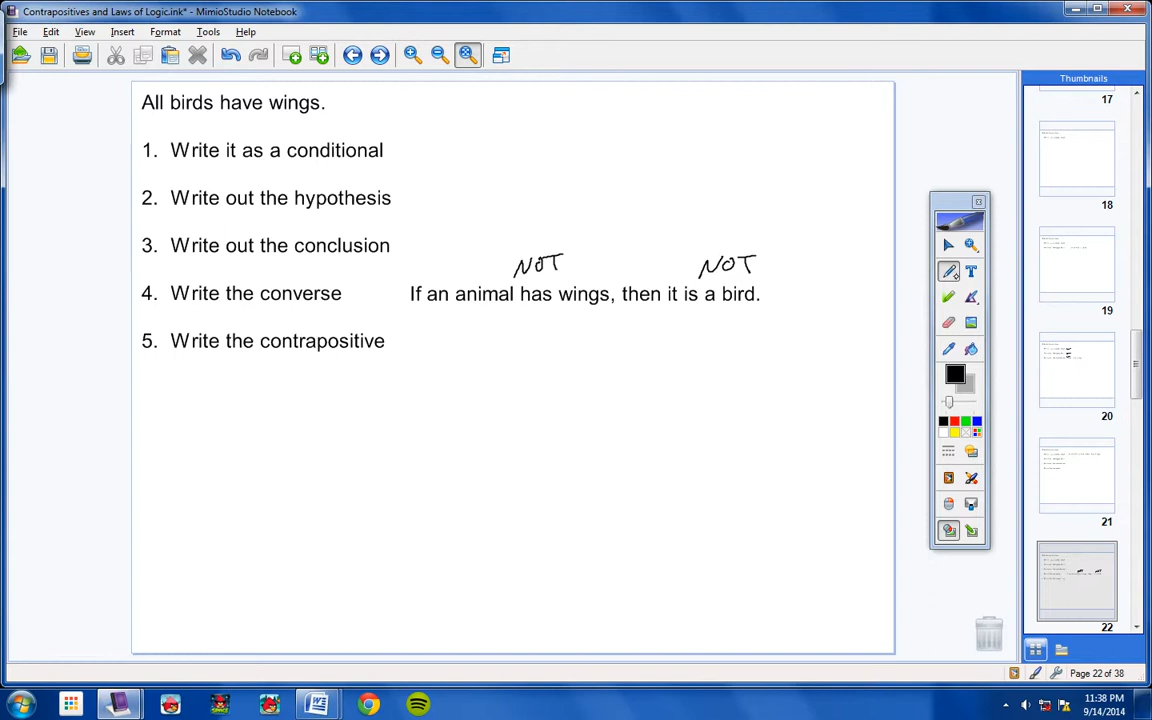 Contrapositives and Laws of Logic.ink* - MimioStudio Notebook
File Edit View Insert Format Tools Help
Thumbnails
17
18
19
20
21
22
All birds have wings.
1. Write it as a conditional
2. Write out the hypothesis
3. Write out the conclusion
NOT NOT
4. Write the converse If an animal has wings, then it is a bird.
5. Write the contrapositive
Page 22 of 38
11:38 PM
9/14/2014